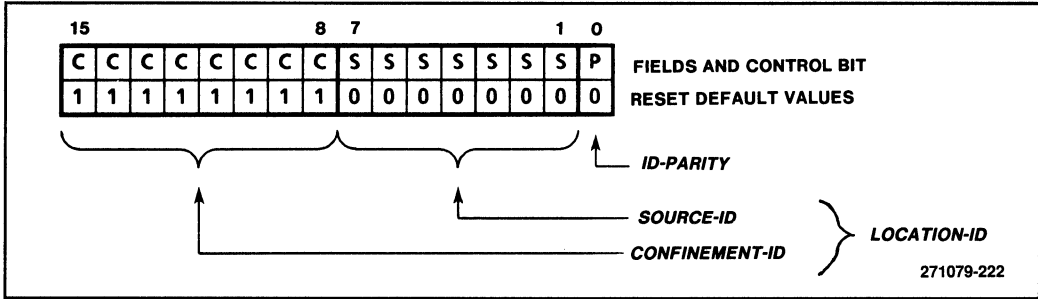 15 8 7 1 0
C C C C C C C C S S S S S S S P FIELDS AND CONTROL BIT
1 1 1 1 1 1 1 1 0 0 0 0 0 0 0 0 RESET DEFAULT VALUES
ID-PARITY
SOURCE-ID
LOCATION-ID
CONFINEMENT-ID
271079-222